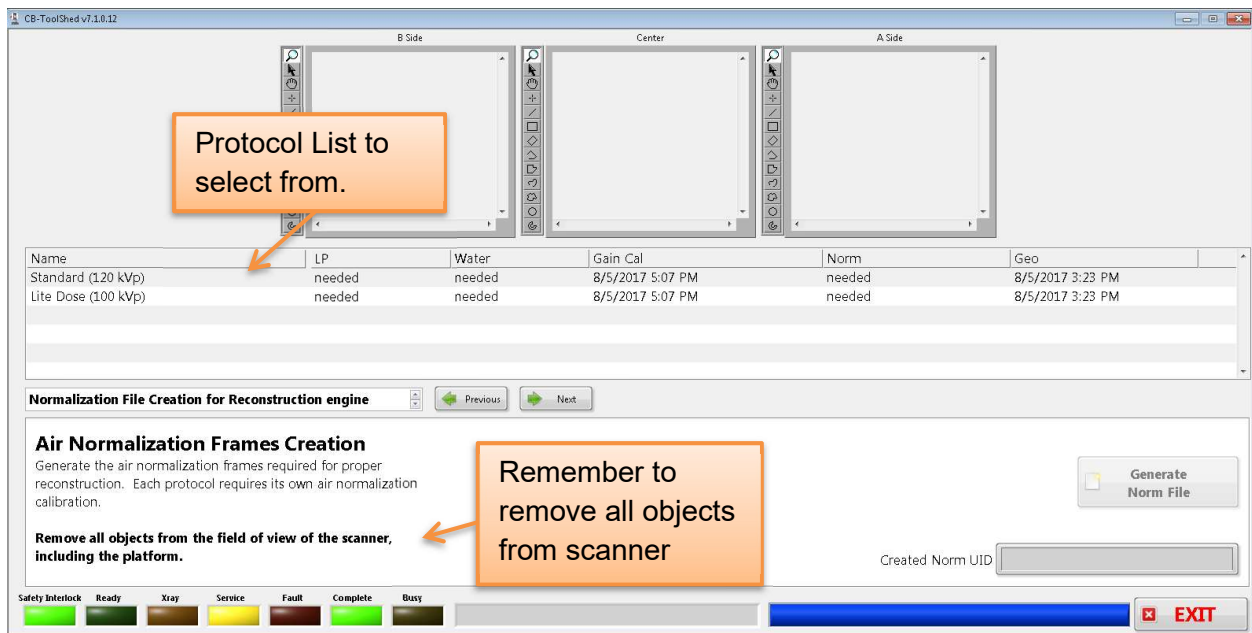 CB-ToolShed v7.1.0.12
B Side
Center
A Side
Protocol List to
select from.
Name LP Water Gain Cal Norm Geo
Standard (120 kVp) needed needed 8/5/2017 5:07 PM needed 8/5/2017 3:23 PM
Lite Dose (100 kVp) needed needed 8/5/2017 5:07 PM needed 8/5/2017 3:23 PM
Normalization File Creation for Reconstruction engine
Previous
Next
Air Normalization Frames Creation
Generate the air normalization frames required for proper
reconstruction. Each protocol requires its own air normalization
calibration.
Remove all objects from the field of view of the scanner,
including the platform.
Remember to
remove all objects
from scanner
Generate
Norm File
Created Norm UID
Safety Interlock Ready Xray Service Fault Complete Busy
EXIT